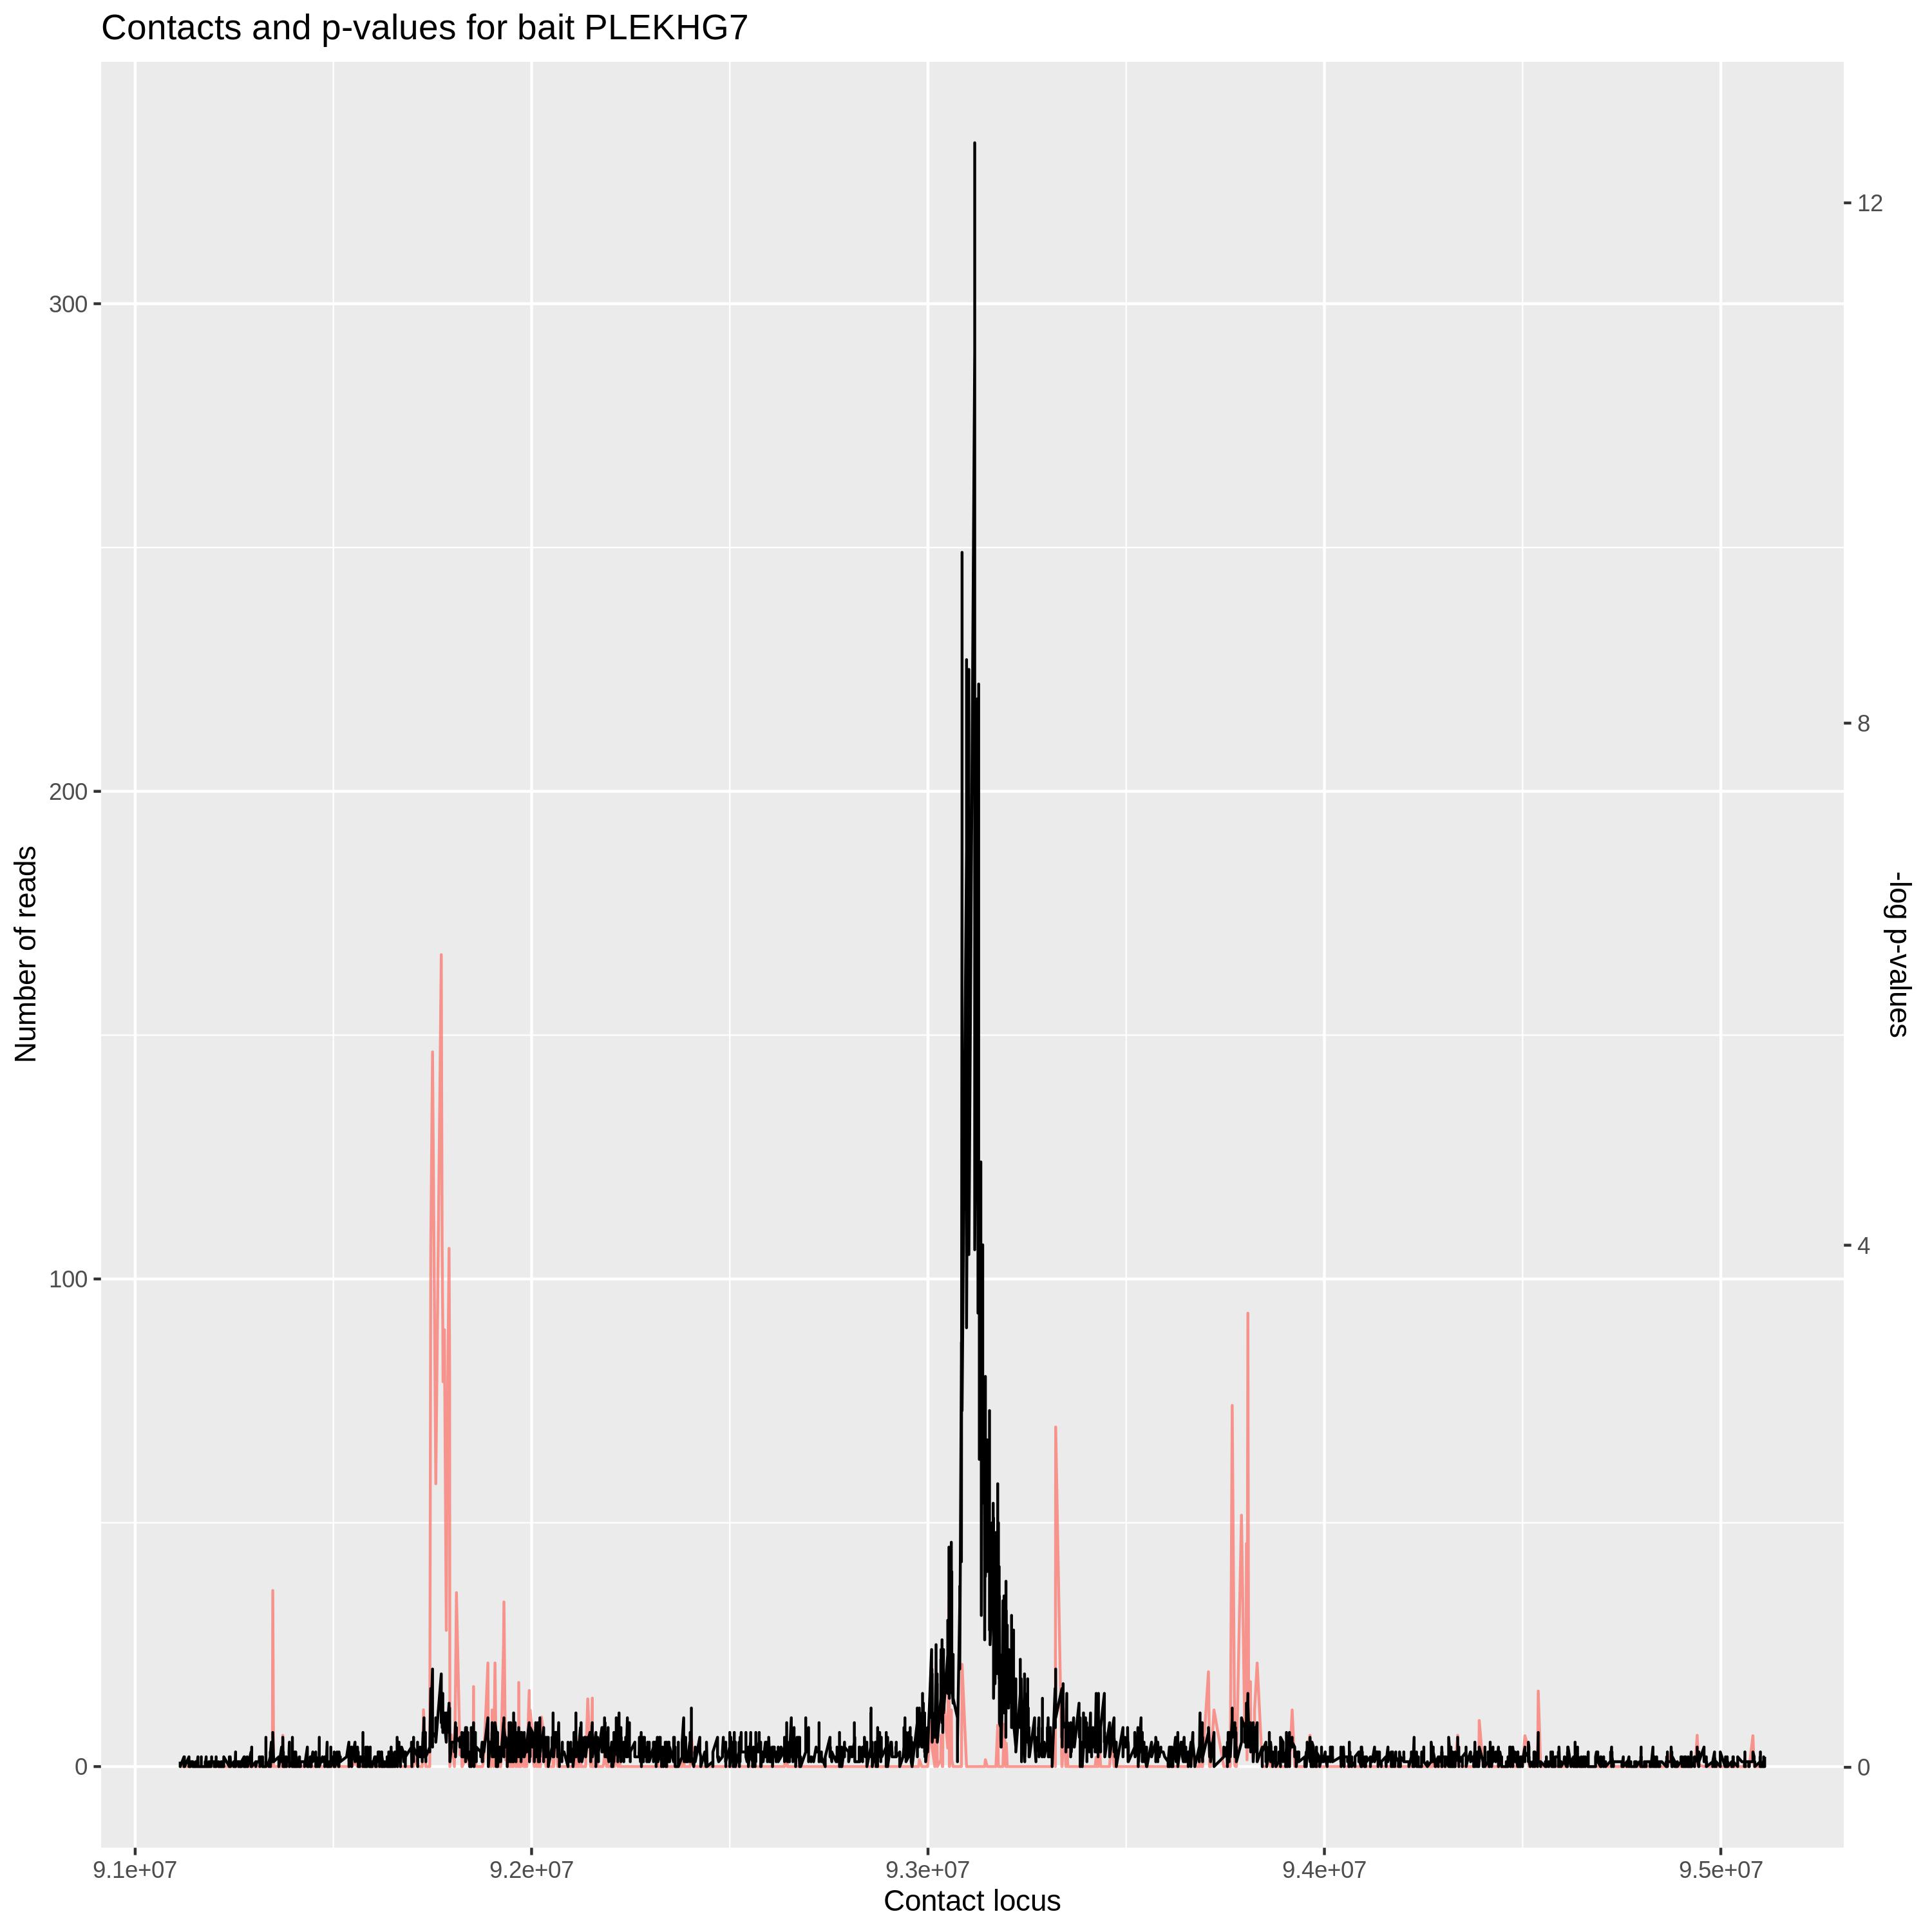 Contacts and p-values for bait PLEKHG7
Number of reads
300
200
100
0
12
8
4
0
-log p-values
9.1e+07 9.2e+07 9.3e+07 9.4e+07 9.5e+07
Contact locus